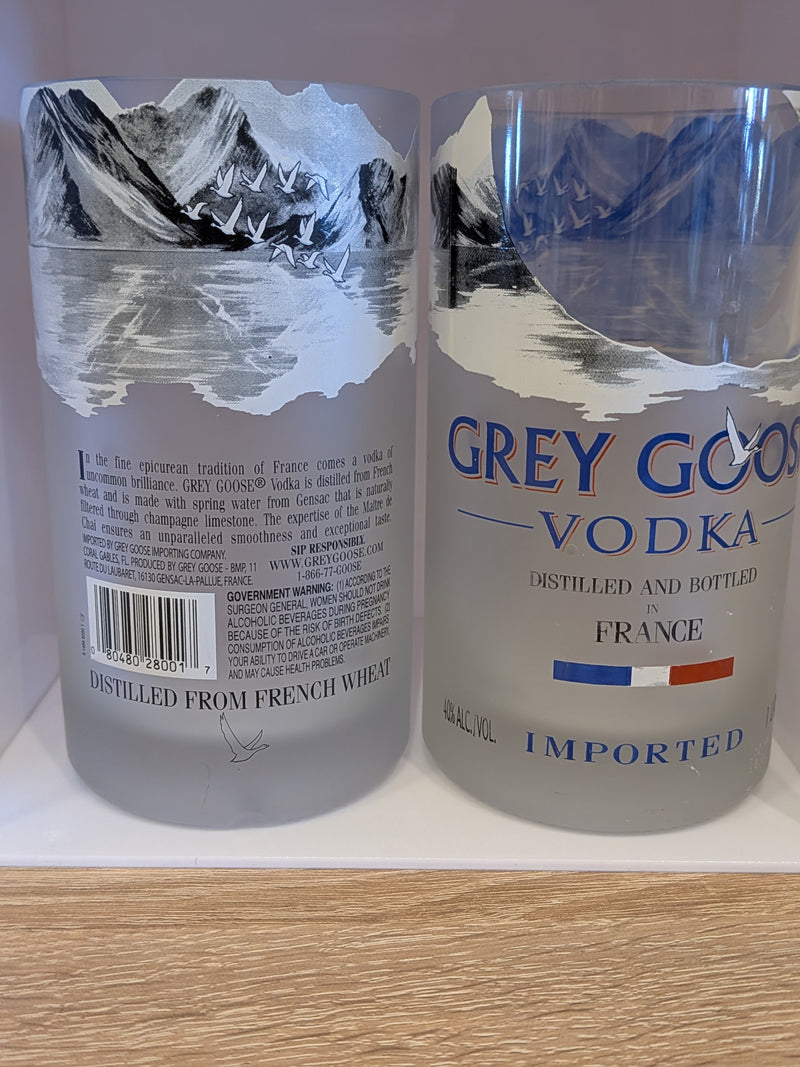 In the fine epicurean tradition of France comes a vodka of
uncommon brilliance. GREY GOOSE® Vodka is distilled from French
wheat and is made with spring water from Gensac that is naturally
filtered through champagne limestone. The expertise of the Maître de
Chai ensures an unparalleled smoothness and exceptional taste.
IMPORTED BY GREY GOOSE IMPORTING COMPANY.
CORAL GABLES, FL. PRODUCED BY GREY GOOSE - BMP, 11
ROUTE DU LAUBARET, 16130 GENSAC-LA-PALLUE, FRANCE.
SIP RESPONSIBLY.
WWW.GREYGOOSE.COM
1-866-77-GOOSE
GOVERNMENT WARNING: (1) ACCORDING TO THE
SURGEON GENERAL, WOMEN SHOULD NOT DRINK
ALCOHOLIC BEVERAGES DURING PREGNANCY
BECAUSE OF THE RISK OF BIRTH DEFECTS. (2)
CONSUMPTION OF ALCOHOLIC BEVERAGES IMPAIRS
YOUR ABILITY TO DRIVE A CAR OR OPERATE MACHINERY,
AND MAY CAUSE HEALTH PROBLEMS.
0 80480 28001 7
DISTILLED FROM FRENCH WHEAT
GREY GOOS
VODKA
DISTILLED AND BOTTLED
IN
FRANCE
40% ALC./VOL.
IMPORTED